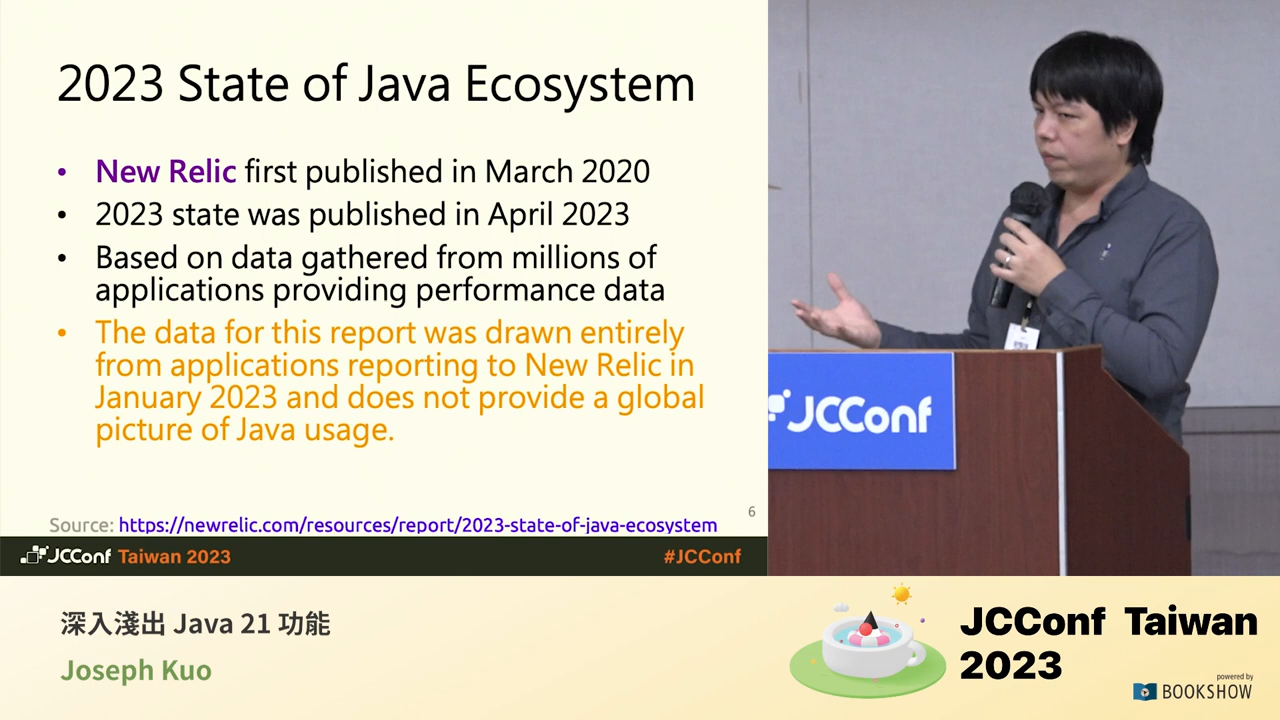 2023 State of Java Ecosystem
• New Relic first published in March 2020
• 2023 state was published in April 2023
• Based on data gathered from millions of
applications providing performance data
• The data for this report was drawn entirely
from applications reporting to New Relic in
January 2023 and does not provide a global
picture of Java usage.
Source: https://newrelic.com/resources/report/2023-state-of-java-ecosystem
6
JCConf Taiwan 2023
#JCConf
JCConf
深入淺出 Java 21 功能
Joseph Kuo
JCConf Taiwan
2023
powered by
BOOKSHOW